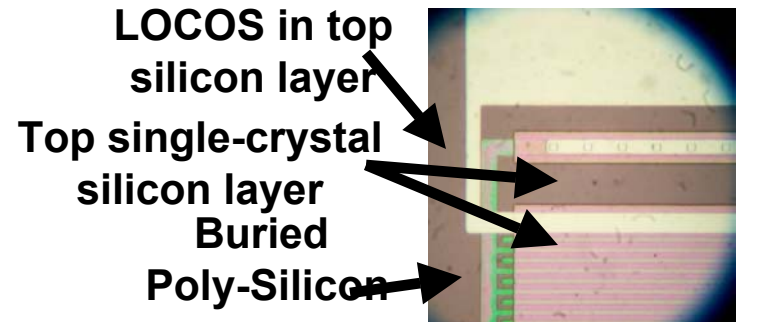 LOCOS in top
silicon layer
Top single-crystal
silicon layer
Buried
Poly-Silicon